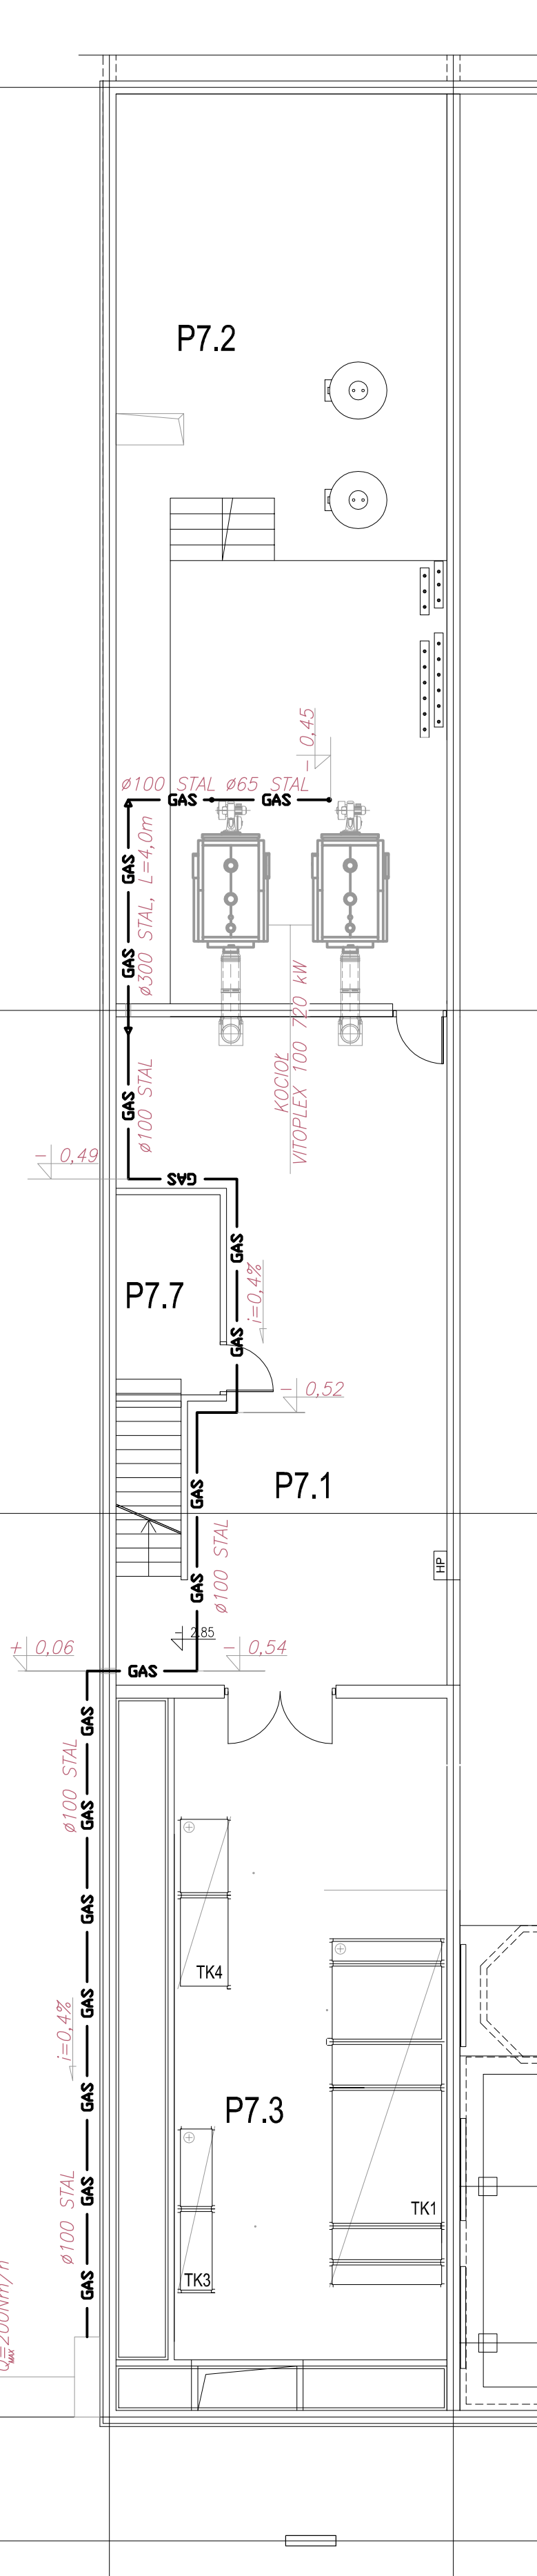 P7.2
- 0,45
ø100 STAL ø65 STAL
GAS GAS
GAS
GAS
ø300 STAL, L=4,0m
KOCIOŁ
VITOPLEX 100 720 kW
GAS
ø100 STAL
- 0,49
GAS
GAS
i=0,4%
P7.7
GAS
- 0,52
P7.1
GAS
HP
GAS
ø100 STAL
- 2.85
+ 0,06
GAS
- 0,54
GAS
ø100 STAL
GAS
GAS
TK4
GAS
i=0,4%
GAS
P7.3
GAS
ø100 STAL
TK1
TK3
GAS